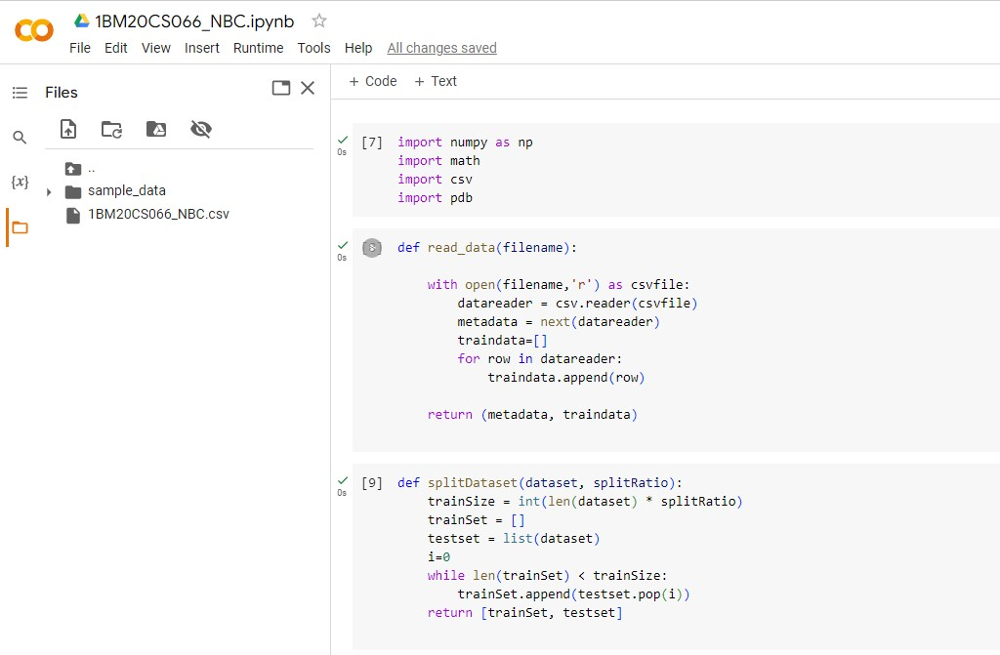 1BM20CS066_NBC.ipynb
File Edit View Insert Runtime Tools Help All changes saved
Files
+ Code + Text
{x}
..
sample_data
1BM20CS066_NBC.csv
0s
[7] import numpy as np
import math
import csv
import pdb
0s
def read_data(filename):
with open(filename,'r') as csvfile:
datareader = csv.reader(csvfile)
metadata = next(datareader)
traindata=[]
for row in datareader:
traindata.append(row)
return (metadata, traindata)
0s
[9] def splitDataset(dataset, splitRatio):
trainSize = int(len(dataset) * splitRatio)
trainSet = []
testset = list(dataset)
i=0
while len(trainSet) < trainSize:
trainSet.append(testset.pop(i))
return [trainSet, testset]